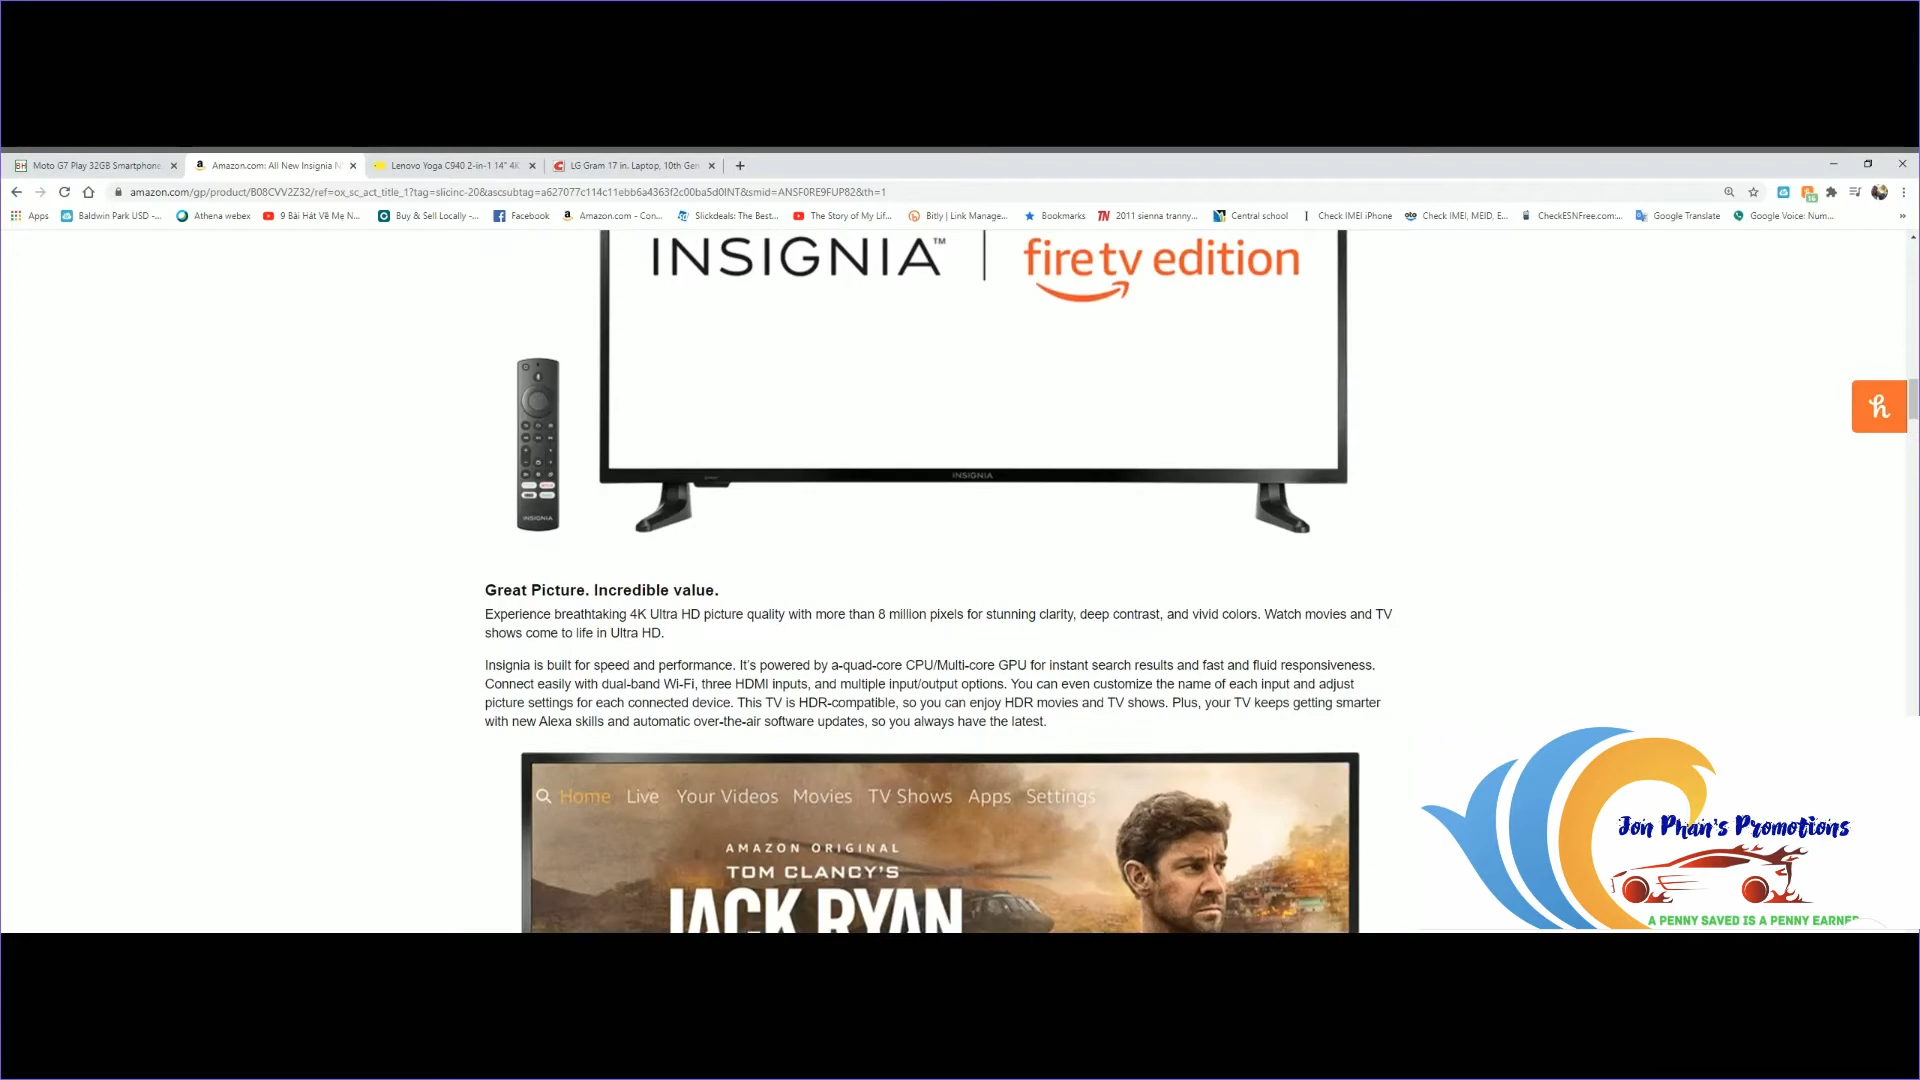 Moto G7 Play 32GB Smartphone
Amazon.com: All New Insignia N
Lenovo Yoga C940 2-in-1 14" 4K
LG Gram 17 in. Laptop, 10th Gen
amazon.com/gp/product/B08CVV2Z32/ref=ox_sc_act_title_1?tag=slicinc-20&ascsubtag=a627077c114c11ebb6a4363f2c00ba5d0INT&smid=ANSF0RE9FUP82&th=1
Apps
Baldwin Park USD -...
Athena webex
9 Bài Hát Về Mẹ N...
Buy & Sell Locally -...
Facebook
Amazon.com - Con...
Slickdeals: The Best...
The Story of My Lif...
Bitly | Link Manage...
Bookmarks
2011 sienna tranny...
Central school
Check IMEI iPhone
Check IMEI, MEID, E...
CheckESNFree.com:...
Google Translate
Google Voice: Num...
INSIGNIA™ | fire tv edition
INSIGNIA
INSIGNIA
Great Picture. Incredible value.
Experience breathtaking 4K Ultra HD picture quality with more than 8 million pixels for stunning clarity, deep contrast, and vivid colors. Watch movies and TV
shows come to life in Ultra HD.
Insignia is built for speed and performance. It's powered by a-quad-core CPU/Multi-core GPU for instant search results and fast and fluid responsiveness.
Connect easily with dual-band Wi-Fi, three HDMI inputs, and multiple input/output options. You can even customize the name of each input and adjust
picture settings for each connected device. This TV is HDR-compatible, so you can enjoy HDR movies and TV shows. Plus, your TV keeps getting smarter
with new Alexa skills and automatic over-the-air software updates, so you always have the latest.
Home Live Your Videos Movies TV Shows Apps Settings
AMAZON ORIGINAL
TOM CLANCY'S
JACK RYAN
Jon Phan's Promotions
A PENNY SAVED IS A PENNY EARNED